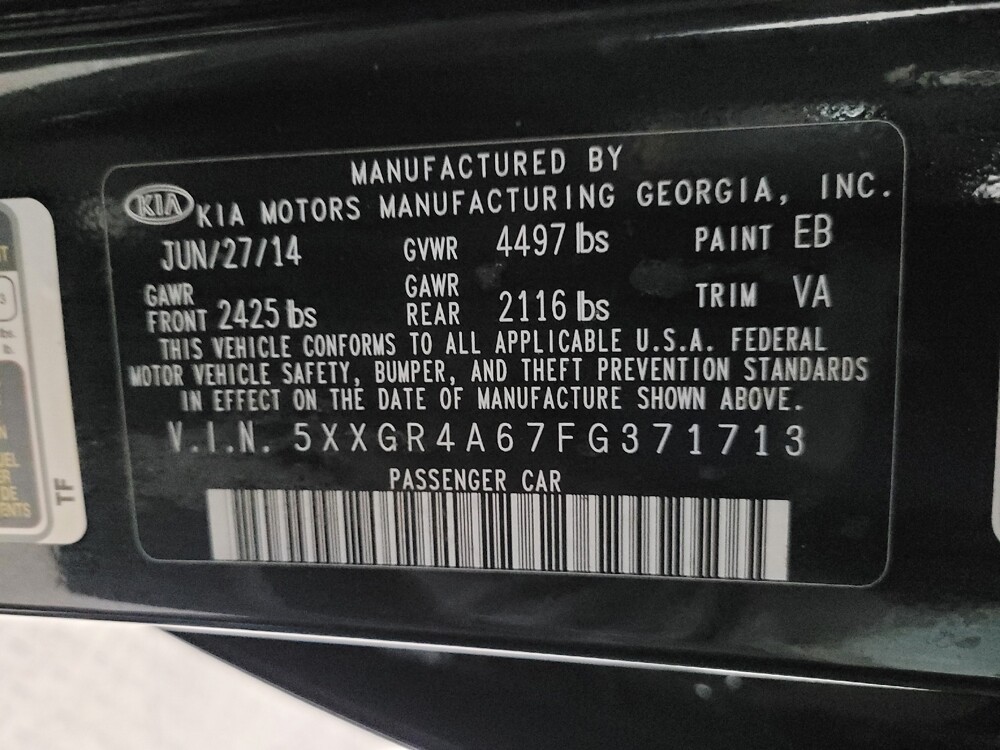 MANUFACTURED BY
KIA KIA MOTORS MANUFACTURING GEORGIA, INC.
JUN/27/14 GVWR 4497 lbs PAINT EB
GAWR FRONT 2425 lbs GAWR REAR 2116 lbs TRIM VA
THIS VEHICLE CONFORMS TO ALL APPLICABLE U.S.A. FEDERAL
MOTOR VEHICLE SAFETY, BUMPER, AND THEFT PREVENTION STANDARDS
IN EFFECT ON THE DATE OF MANUFACTURE SHOWN ABOVE.
V.I.N. 5XXGR4A67FG371713
PASSENGER CAR
TF